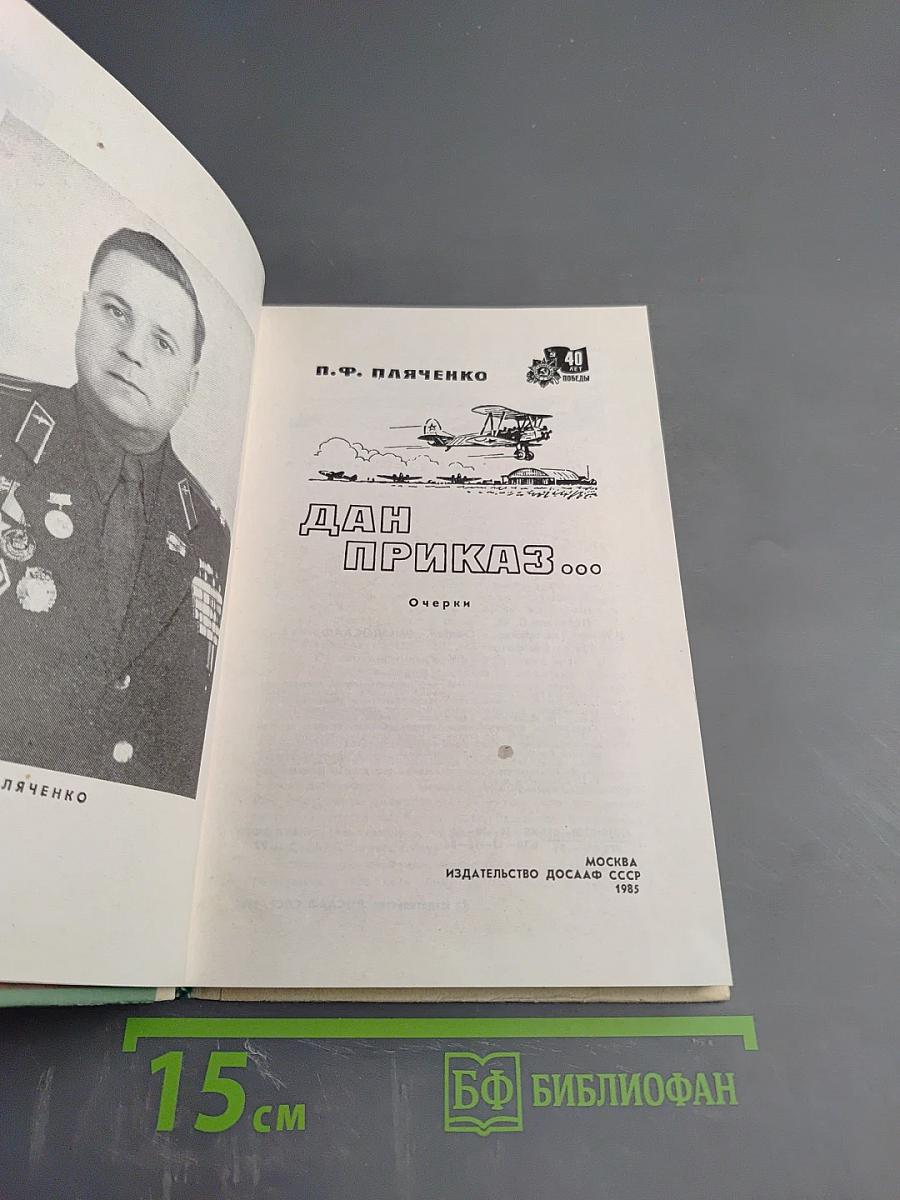 П.Ф. ПЛЯЧЕНКО
40
ЛЕТ
ПОБЕДЫ
ДАН
ПРИКАЗ...
Очерки
ЛЯЧЕНКО
МОСКВА
ИЗДАТЕЛЬСТВО ДОСААФ СССР
1985
15 см
БФ БИБЛИОФАН